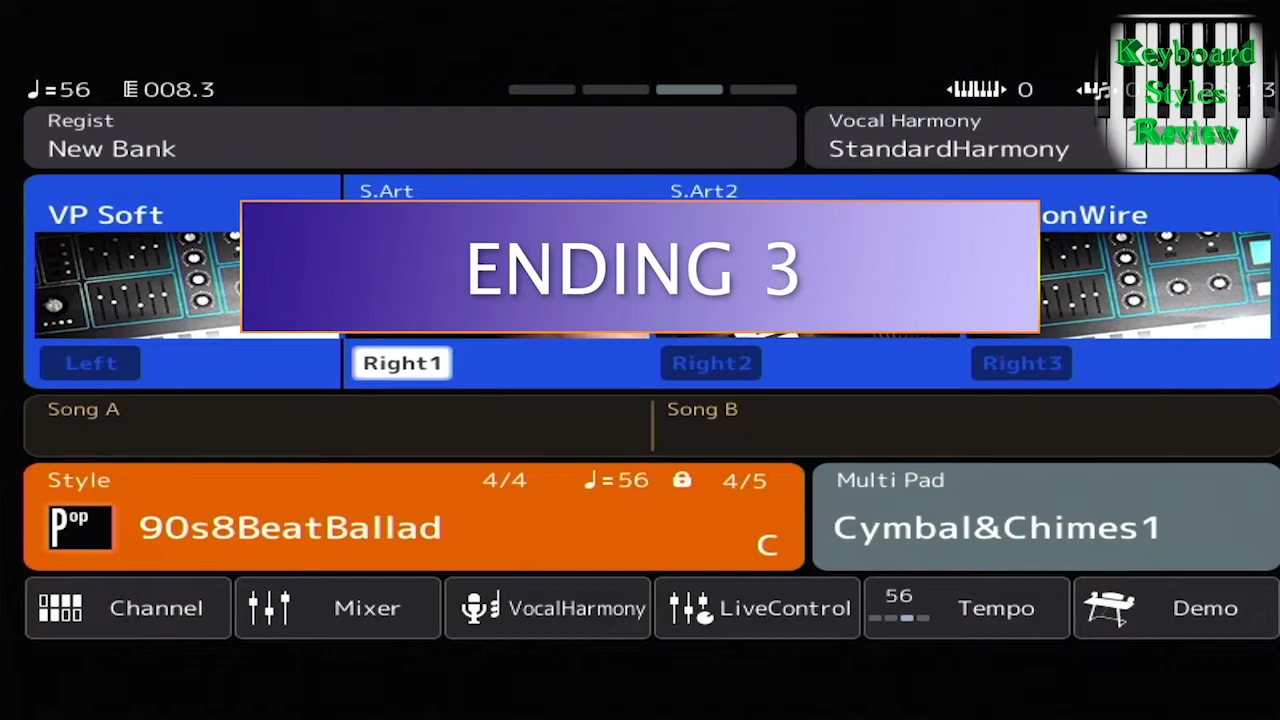 ♩=56 008.3 0 :13
Keyboard
Styles
Review
Regist
New Bank
Vocal Harmony
StandardHarmony
S.Art S.Art2
VP Soft onWire
ENDING 3
Left Right1 Right2 Right3
Song A Song B
Style 4/4 ♩=56 4/5
Pop 90s8BeatBallad
C
Multi Pad
Cymbal&Chimes1
Channel Mixer VocalHarmony LiveControl 56 Tempo Demo